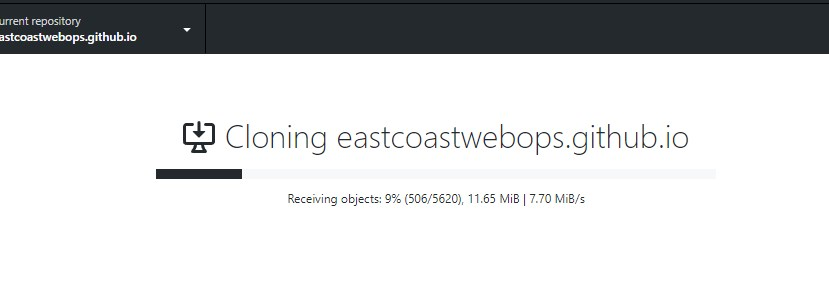 urrent repository
astcoastwebops.github.io
Cloning eastcoastwebops.github.io
Receiving objects: 9% (506/5620), 11.65 MiB | 7.70 MiB/s